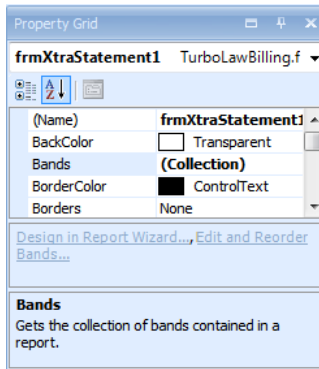 Property Grid
frmXtraStatement1 TurboLawBilling.f
(Name) frmXtraStatement1
BackColor Transparent
Bands (Collection)
BorderColor ControlText
Borders None
Design in Report Wizard..., Edit and Reorder
Bands...
Bands
Gets the collection of bands contained in a
report.